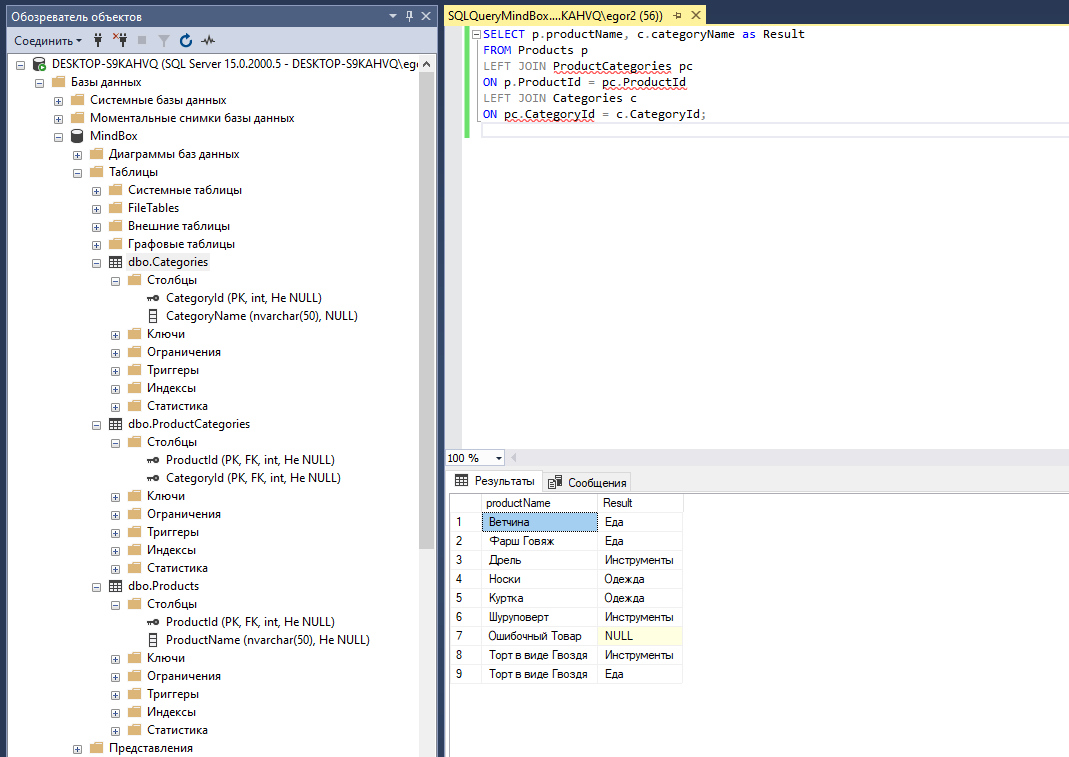 Обозреватель объектов
Соединить
DESKTOP-S9KAHVQ (SQL Server 15.0.2000.5 - DESKTOP-S9KAHVQ\ego
Базы данных
Системные базы данных
Моментальные снимки базы данных
MindBox
Диаграммы баз данных
Таблицы
Системные таблицы
FileTables
Внешние таблицы
Графовые таблицы
dbo.Categories
Столбцы
CategoryId (PK, int, Не NULL)
CategoryName (nvarchar(50), NULL)
Ключи
Ограничения
Триггеры
Индексы
Статистика
dbo.ProductCategories
Столбцы
ProductId (PK, FK, int, Не NULL)
CategoryId (PK, FK, int, Не NULL)
Ключи
Ограничения
Триггеры
Индексы
Статистика
dbo.Products
Столбцы
ProductId (PK, FK, int, Не NULL)
ProductName (nvarchar(50), Не NULL)
Ключи
Ограничения
Триггеры
Индексы
Статистика
Представления
SQLQueryMindBox....KAHVQ\egor2 (56))
SELECT p.productName, c.categoryName as Result
FROM Products p
LEFT JOIN ProductCategories pc
ON p.ProductId = pc.ProductId
LEFT JOIN Categories c
ON pc.CategoryId = c.CategoryId;
100 %
Результаты Сообщения
productName Result
1 Ветчина Еда
2 Фарш Говяж Еда
3 Дрель Инструменты
4 Носки Одежда
5 Куртка Одежда
6 Шуруповерт Инструменты
7 Ошибочный Товар NULL
8 Торт в виде Гвоздя Инструменты
9 Торт в виде Гвоздя Еда